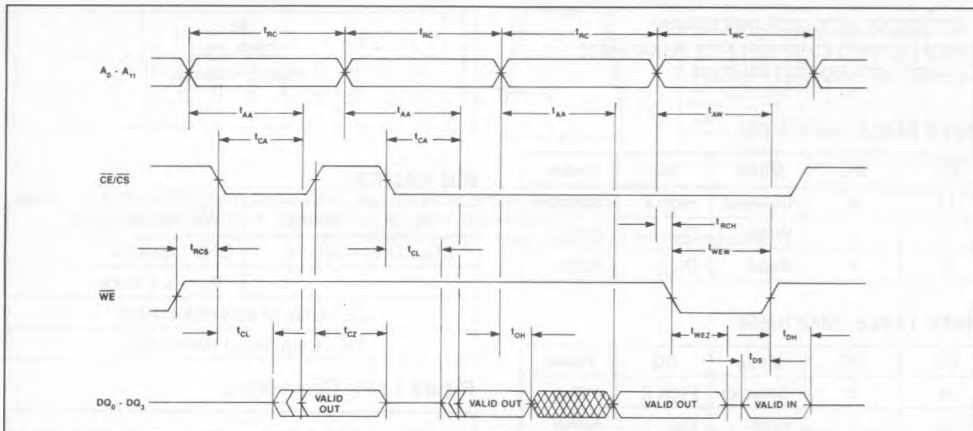 tRC tRC tRC tWC
A0 - A11
tAA tAA tAA tAW
tCA tCA
CE/CS
tRCH
tRCS tCL tWEW
WE
tCL tCZ tOH tWEZ tDH
tDS
DQ0 - DQ3 VALID OUT VALID OUT VALID OUT VALID IN